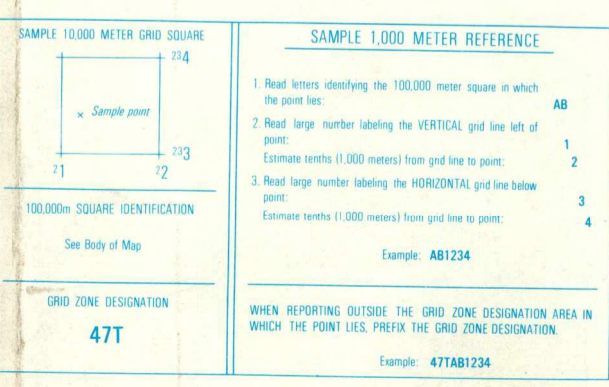 SAMPLE 10,000 METER GRID SQUARE
234
× Sample point
233
21 22
100,000m SQUARE IDENTIFICATION
See Body of Map
GRID ZONE DESIGNATION
47T
SAMPLE 1,000 METER REFERENCE
1. Read letters identifying the 100,000 meter square in which
the point lies: AB
2. Read large number labeling the VERTICAL grid line left of
point: 1
Estimate tenths (1,000 meters) from grid line to point: 2
3. Read large number labeling the HORIZONTAL grid line below
point: 3
Estimate tenths (1,000 meters) from grid line to point: 4
Example: AB1234
WHEN REPORTING OUTSIDE THE GRID ZONE DESIGNATION AREA IN
WHICH THE POINT LIES, PREFIX THE GRID ZONE DESIGNATION.
Example: 47TAB1234